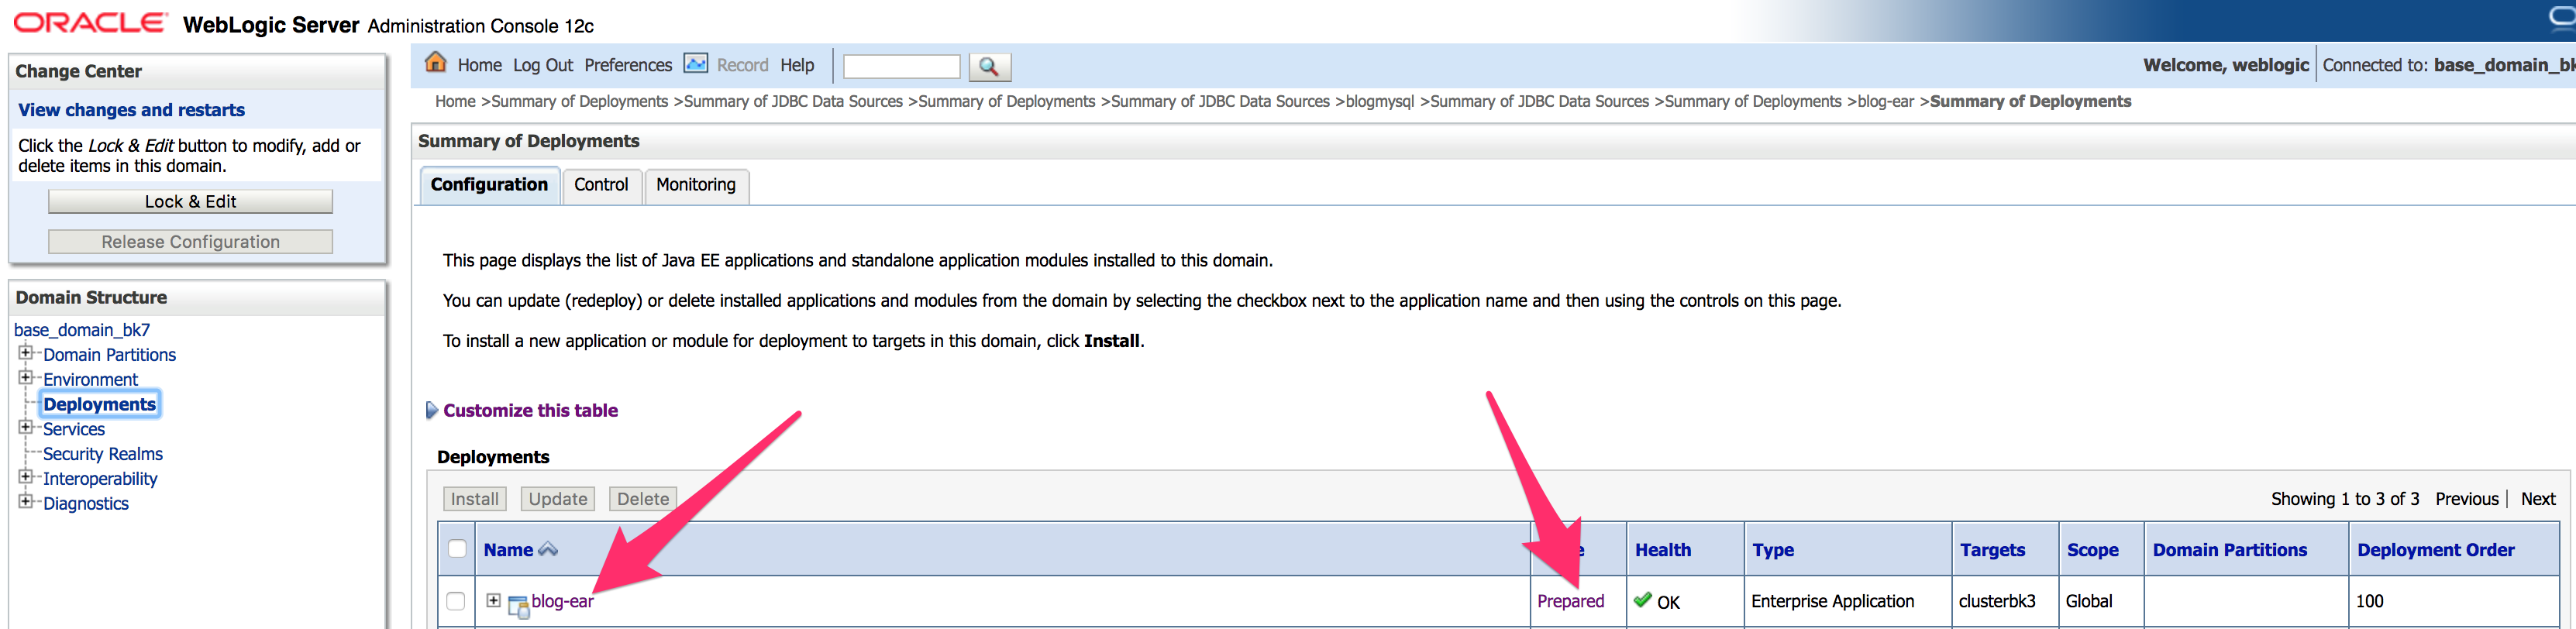 ORACLE WebLogic Server Administration Console 12c
Change Center
View changes and restarts
Click the Lock & Edit button to modify, add or
delete items in this domain.
Lock & Edit
Release Configuration
Domain Structure
base_domain_bk7
Domain Partitions
Environment
Deployments
Services
Security Realms
Interoperability
Diagnostics
Home Log Out Preferences Record Help
Welcome, weblogic Connected to: base_domain_bk
Home >Summary of Deployments >Summary of JDBC Data Sources >Summary of Deployments >Summary of JDBC Data Sources >blogmysql >Summary of JDBC Data Sources >Summary of Deployments >blog-ear >Summary of Deployments
Summary of Deployments
Configuration Control Monitoring
This page displays the list of Java EE applications and standalone application modules installed to this domain.
You can update (redeploy) or delete installed applications and modules from the domain by selecting the checkbox next to the application name and then using the controls on this page.
To install a new application or module for deployment to targets in this domain, click Install.
Customize this table
Deployments
Install Update Delete
Showing 1 to 3 of 3 Previous | Next
Name Health Type Targets Scope Domain Partitions Deployment Order
blog-ear Prepared OK Enterprise Application clusterbk3 Global 100